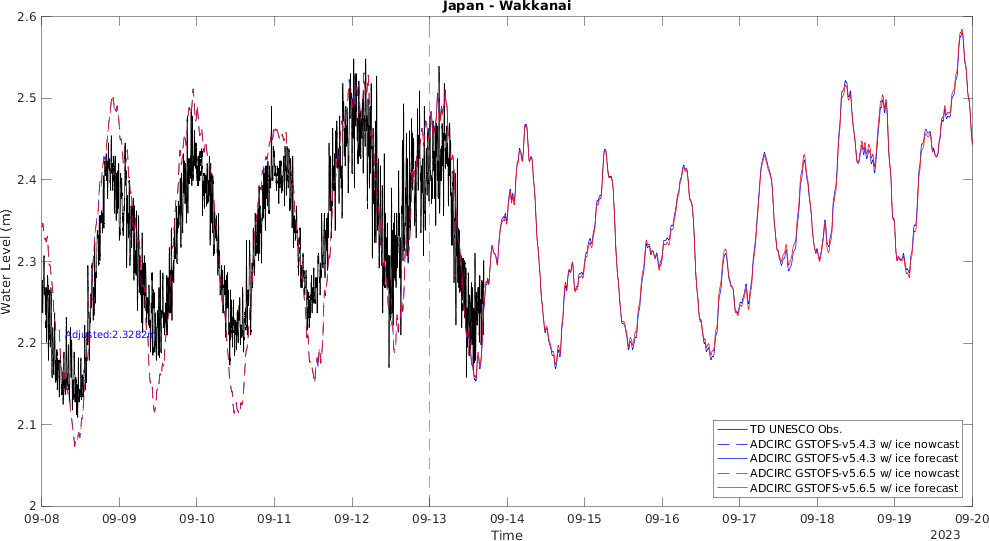 Japan - Wakkanai
2.6
2.5
2.4
2.3
2.2
2.1
2
Water Level (m)
Adjusted:2.3282m
TD UNESCO Obs.
ADCIRC GSTOFS-v5.4.3 w/ ice nowcast
ADCIRC GSTOFS-v5.4.3 w/ ice forecast
ADCIRC GSTOFS-v5.6.5 w/ ice nowcast
ADCIRC GSTOFS-v5.6.5 w/ ice forecast
09-08 09-09 09-10 09-11 09-12 09-13 09-14 09-15 09-16 09-17 09-18 09-19 09-20
Time
2023